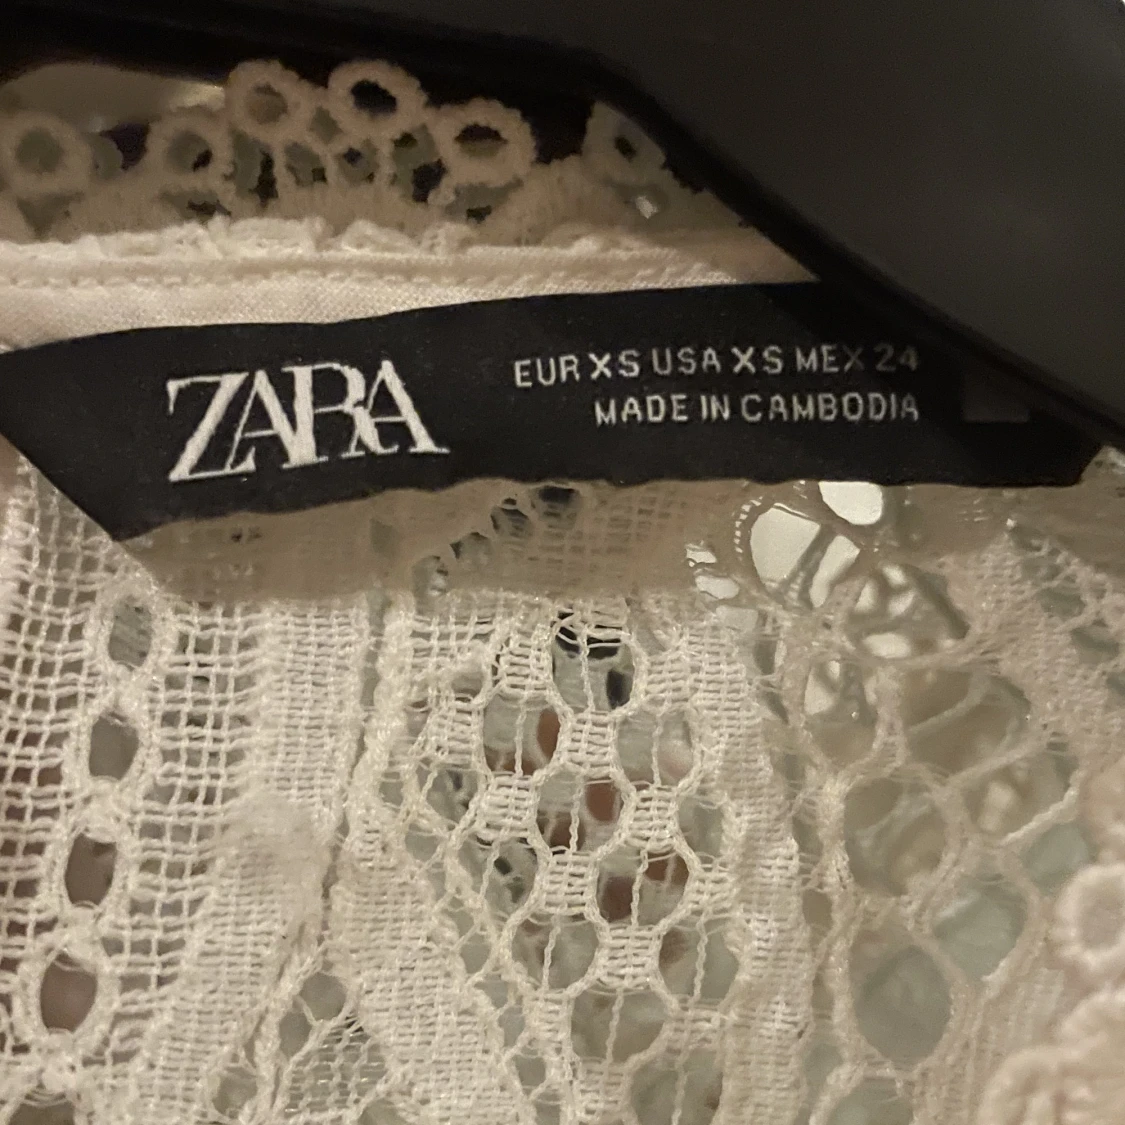 ZARA
EUR XS USA XS MEX 24
MADE IN CAMBODIA